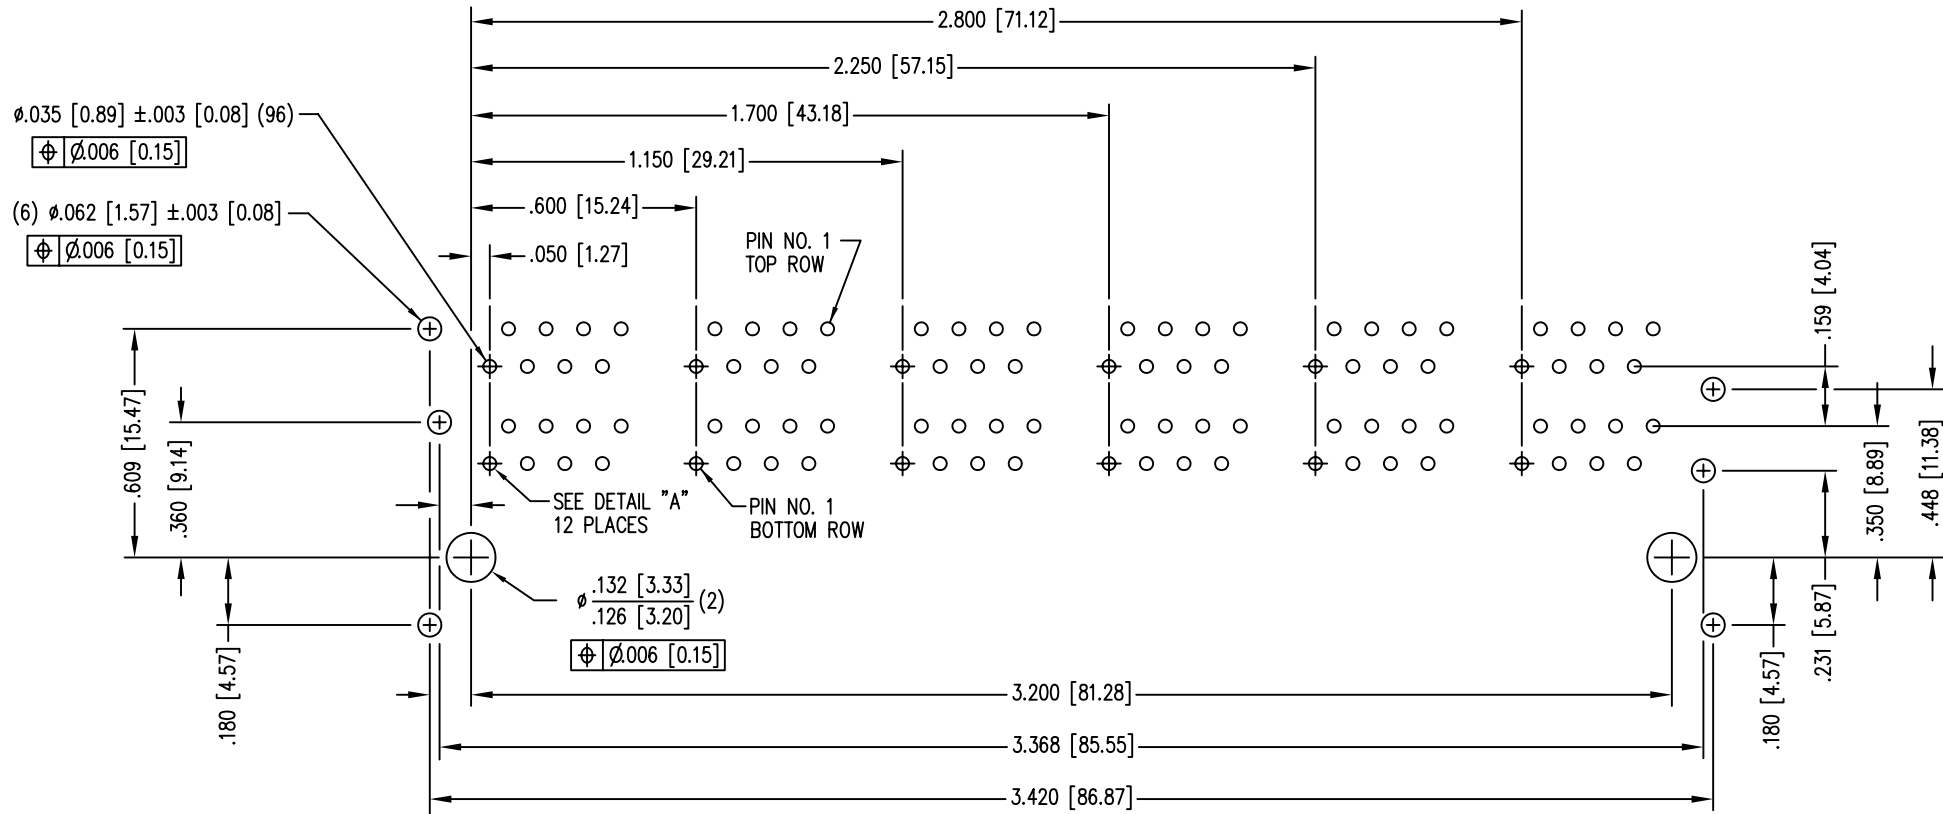 2.800 [71.12]
2.250 [57.15]
ø.035 [0.89] ±.003 [0.08] (96)
1.700 [43.18]
⌖ Ø.006 [0.15]
1.150 [29.21]
(6) ø.062 [1.57] ±.003 [0.08]
.600 [15.24]
⌖ Ø.006 [0.15]
.050 [1.27]
PIN NO. 1
TOP ROW
.159 [4.04]
.609 [15.47]
.360 [9.14]
.350 [8.89]
.448 [11.38]
SEE DETAIL "A"
12 PLACES
PIN NO. 1
BOTTOM ROW
ø .132 [3.33]
.126 [3.20] (2)
⌖ Ø.006 [0.15]
.180 [4.57]
.231 [5.87]
.180 [4.57]
3.200 [81.28]
3.368 [85.55]
3.420 [86.87]